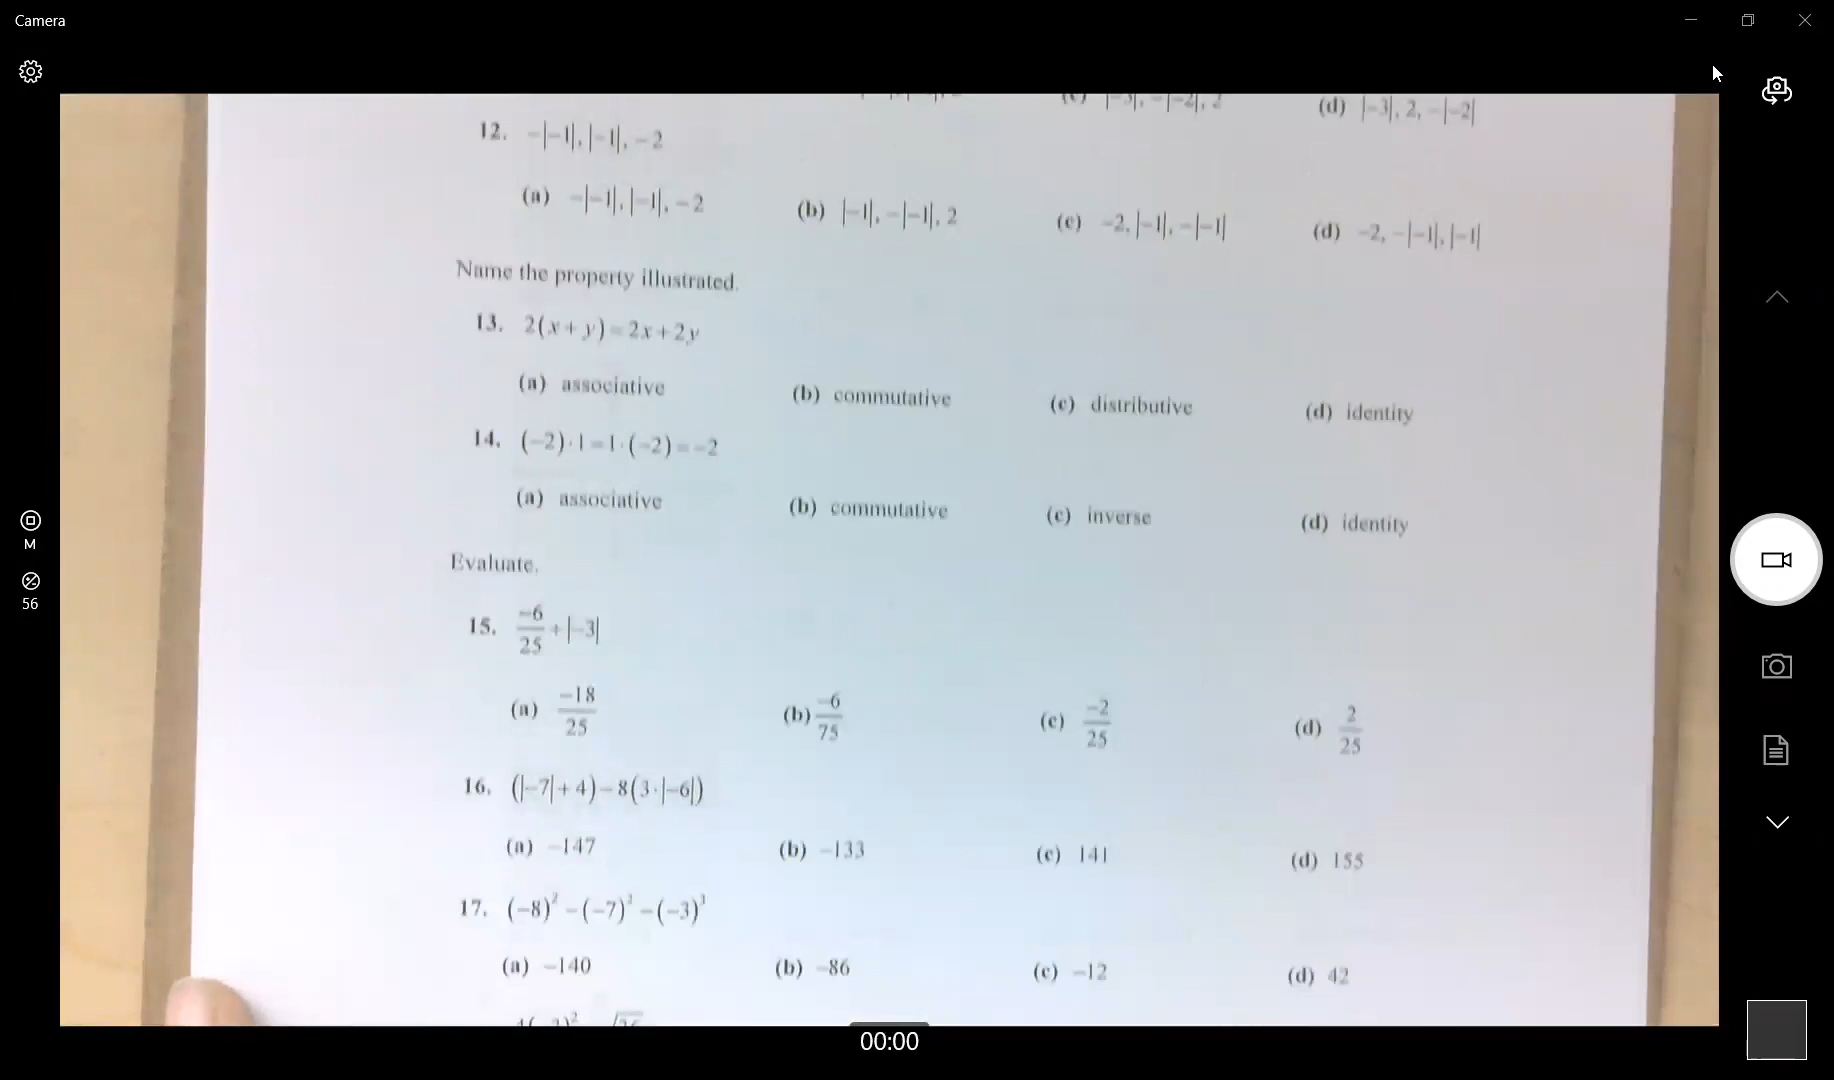 Camera
(c) |−3|, −|−2|, 2 (d) |−3|, 2, −|−2|
12. −|−1|, |−1|, −2
(a) −|−1|, |−1|, −2 (b) |−1|, −|−1|, 2 (c) −2, |−1|, −|−1| (d) −2, −|−1|, |−1|
Name the property illustrated.
13. 2(x + y) = 2x + 2y
(a) associative (b) commutative (c) distributive (d) identity
14. (−2)·1 = 1·(−2) = −2
(a) associative (b) commutative (c) inverse (d) identity
Evaluate.
15. −6/25 ÷ |−3|
(a) −18/25 (b) −6/75 (c) −2/25 (d) 2/25
16. (|−7| + 4) − 8(3·|−6|)
(a) −147 (b) −133 (c) 141 (d) 155
17. (−8)² − (−7)² − (−3)³
(a) −140 (b) −86 (c) −12 (d) 42
M
56
00:00